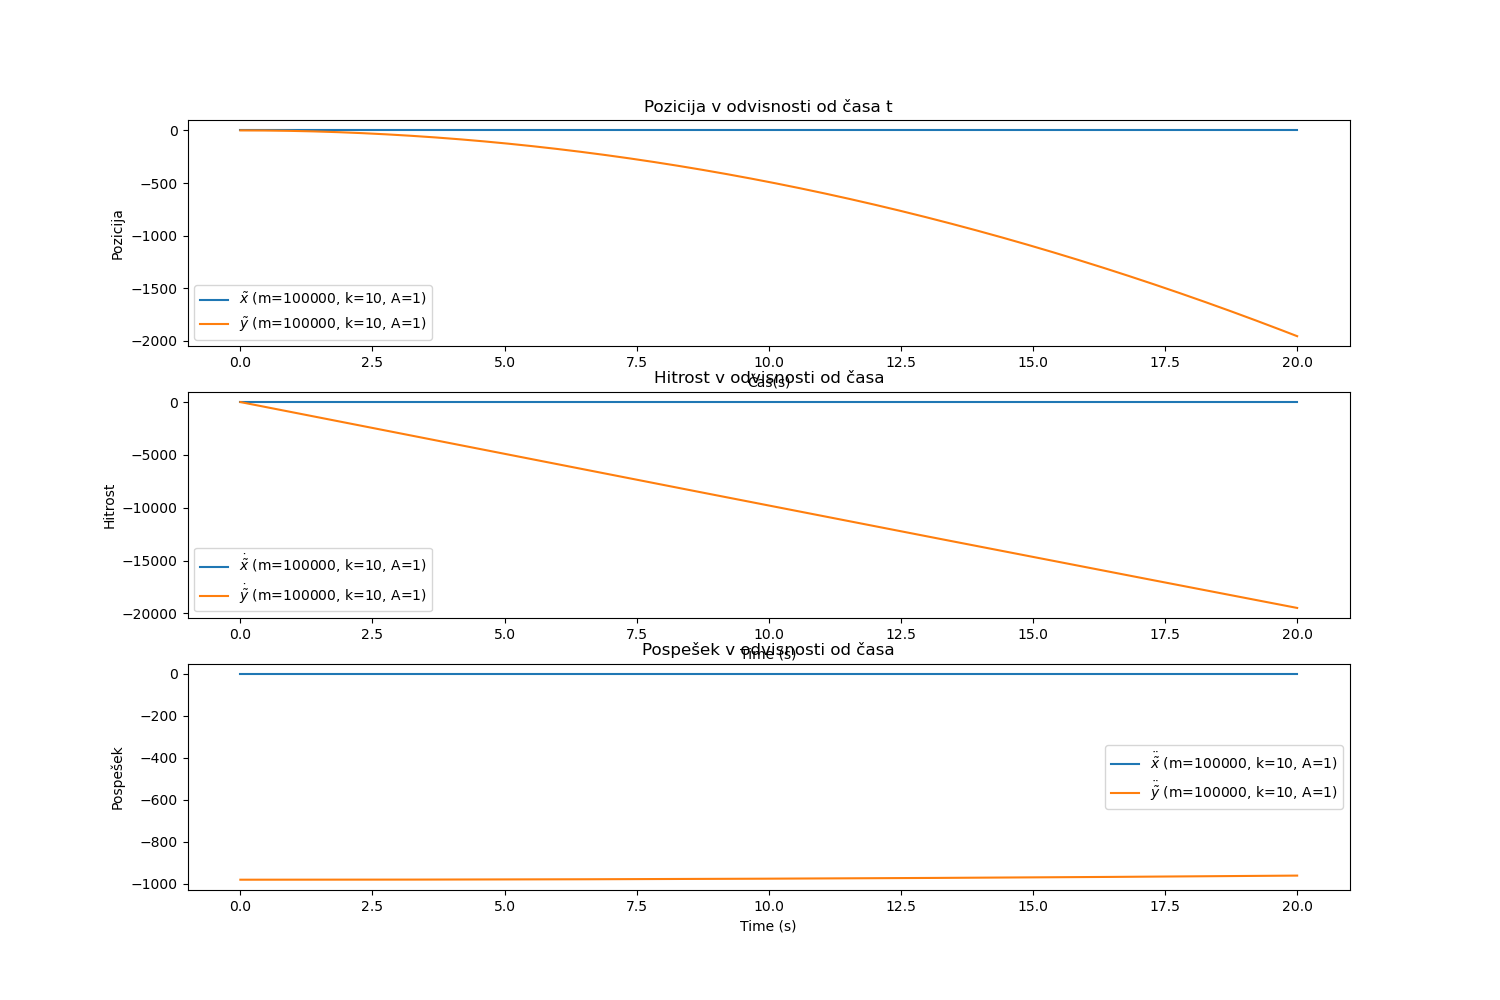 Pozicija v odvisnosti od časa t
0
−500
−1000
−1500
−2000
Pozicija
x̃ (m=100000, k=10, A=1)
ỹ (m=100000, k=10, A=1)
0.0 2.5 5.0 7.5 10.0 12.5 15.0 17.5 20.0
Čas(s)
Hitrost v odvisnosti od časa
0
−5000
−10000
−15000
−20000
Hitrost
x̃̇ (m=100000, k=10, A=1)
ỹ̇ (m=100000, k=10, A=1)
0.0 2.5 5.0 7.5 10.0 12.5 15.0 17.5 20.0
Time (s)
Pospešek v odvisnosti od časa
0
−200
−400
−600
−800
−1000
Pospešek
x̃̈ (m=100000, k=10, A=1)
ỹ̈ (m=100000, k=10, A=1)
0.0 2.5 5.0 7.5 10.0 12.5 15.0 17.5 20.0
Time (s)